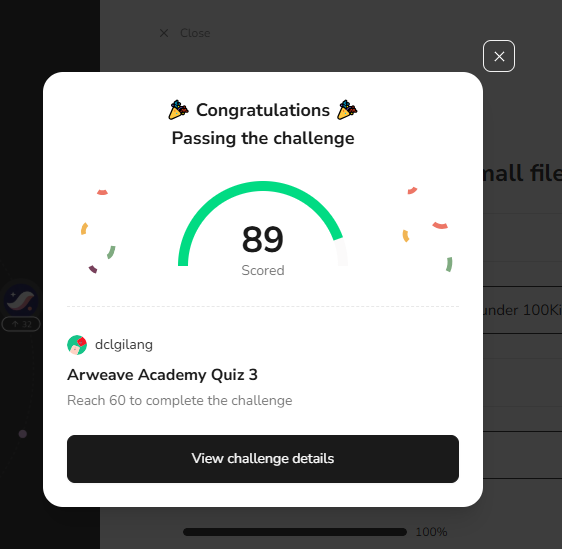 Close
Congratulations
Passing the challenge
mall file
89
Scored
under 100Ki
32
dclgilang
Arweave Academy Quiz 3
Reach 60 to complete the challenge
View challenge details
100%